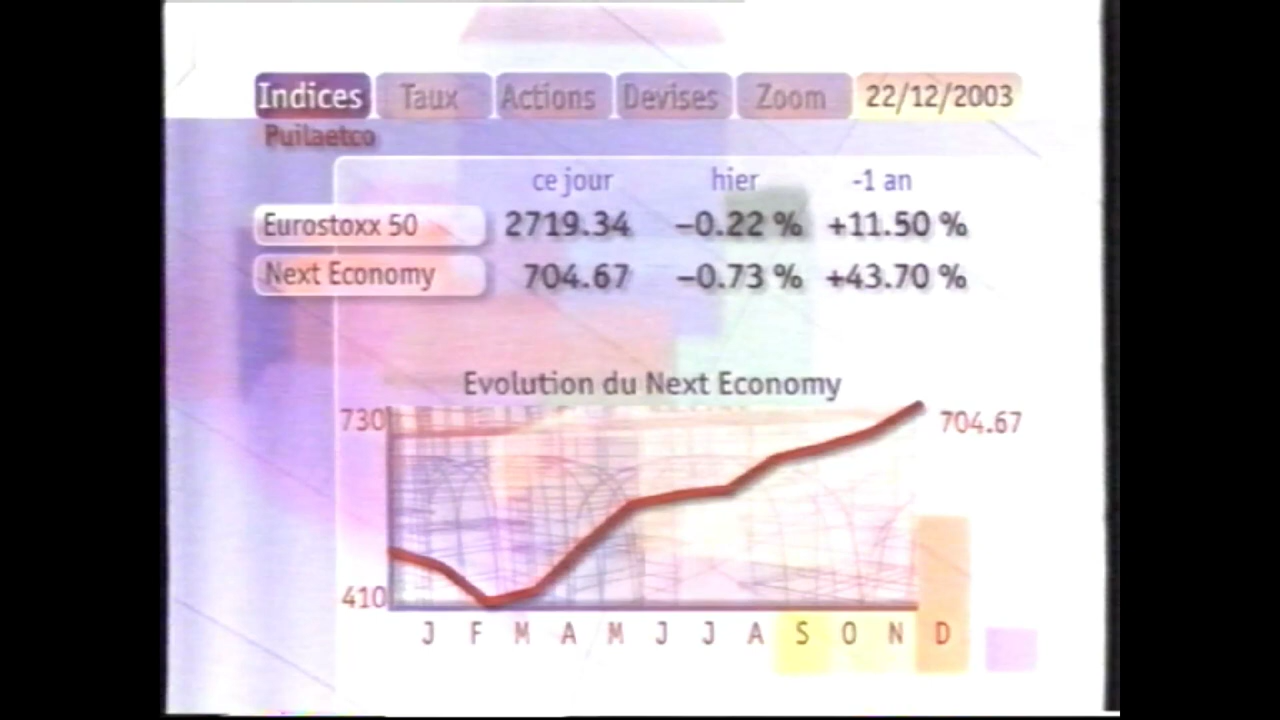 Indices Taux Actions Devises Zoom 22/12/2003
Puilaetco
ce jour hier -1 an
Eurostoxx 50 2719.34 −0.22 % +11.50 %
Next Economy 704.67 −0.73 % +43.70 %
Evolution du Next Economy
730 704.67
410
J F M A M J J A S O N D